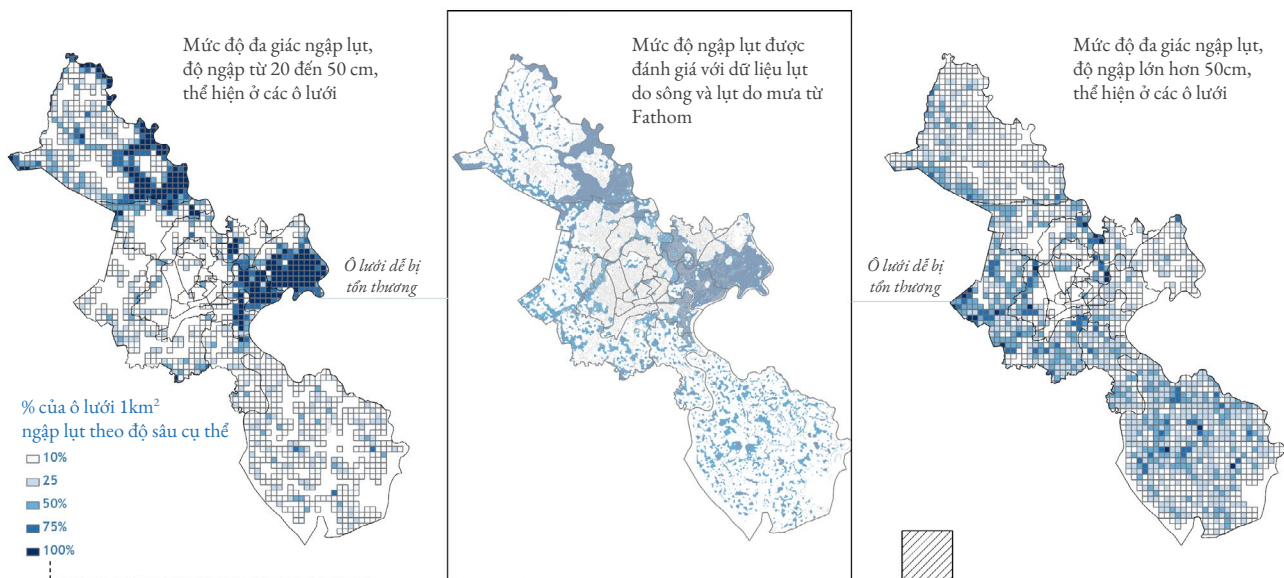 Mức độ đa giác ngập lụt,
độ ngập từ 20 đến 50 cm,
thể hiện ở các ô lưới
Ô lưới dễ bị
tổn thương
% của ô lưới 1km²
ngập lụt theo độ sâu cụ thể
10%
25
50%
75%
100%
Mức độ ngập lụt được
đánh giá với dữ liệu lụt
do sông và lụt do mưa từ
Fathom
Mức độ đa giác ngập lụt,
độ ngập lớn hơn 50cm,
thể hiện ở các ô lưới
Ô lưới dễ bị
tổn thương